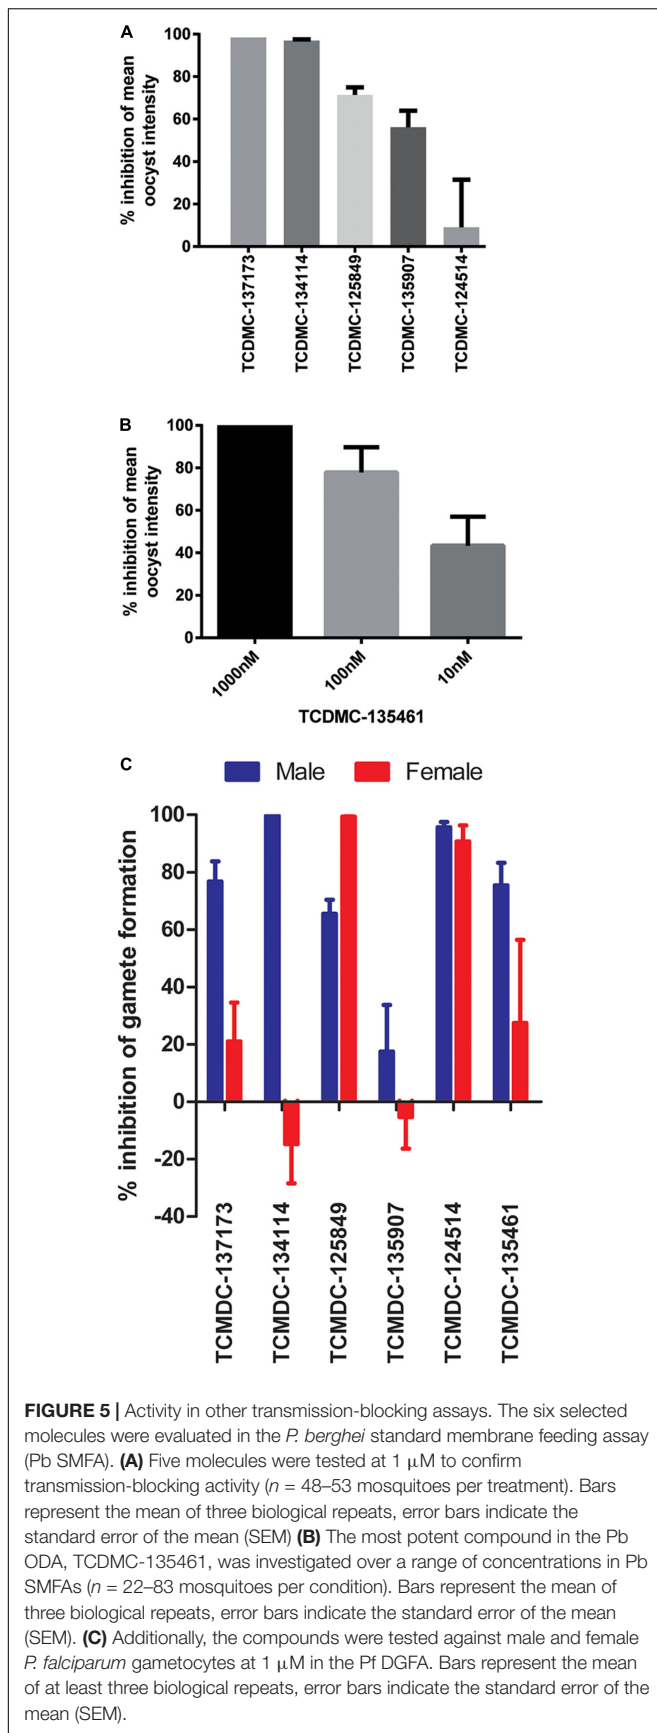 A
% inhibition of mean
oocyst intensity
100
80
60
40
20
0
TCDMC-137173
TCDMC-134114
TCDMC-125849
TCDMC-135907
TCDMC-124514
B
% inhibition of mean
oocyst intensity
100
80
60
40
20
0
1000nM
100nM
10nM
TCDMC-135461
C
Male
Female
% inhibition of gamete formation
100
80
60
40
20
0
-20
-40
TCMDC-137173
TCMDC-134114
TCMDC-125849
TCMDC-135907
TCMDC-124514
TCMDC-135461
FIGURE 5 | Activity in other transmission-blocking assays. The six selected
molecules were evaluated in the P. berghei standard membrane feeding assay
(Pb SMFA). (A) Five molecules were tested at 1 μM to confirm
transmission-blocking activity (n = 48–53 mosquitoes per treatment). Bars
represent the mean of three biological repeats, error bars indicate the
standard error of the mean (SEM) (B) The most potent compound in the Pb
ODA, TCDMC-135461, was investigated over a range of concentrations in Pb
SMFAs (n = 22–83 mosquitoes per condition). Bars represent the mean of
three biological repeats, error bars indicate the standard error of the mean
(SEM). (C) Additionally, the compounds were tested against male and female
P. falciparum gametocytes at 1 μM in the Pf DGFA. Bars represent the mean
of at least three biological repeats, error bars indicate the standard error of the
mean (SEM).